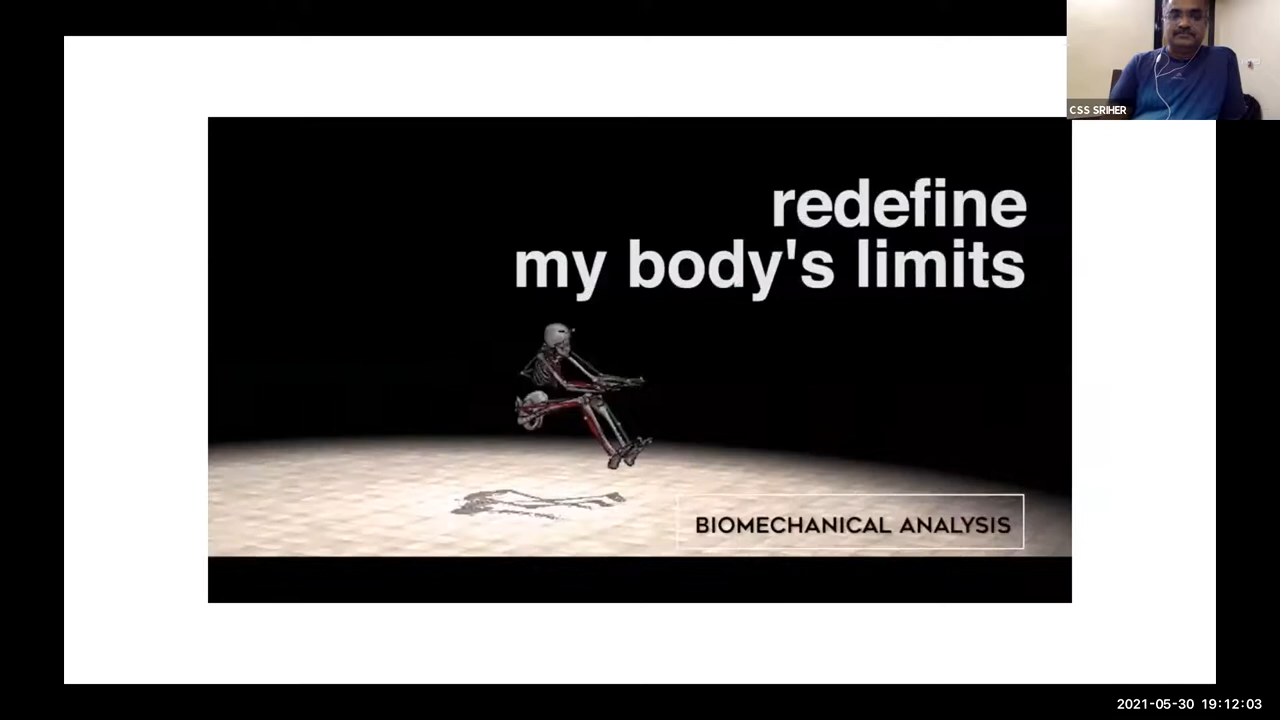 CSS SRIHER
redefine
my body's limits
BIOMECHANICAL ANALYSIS
2021-05-30 19:12:03